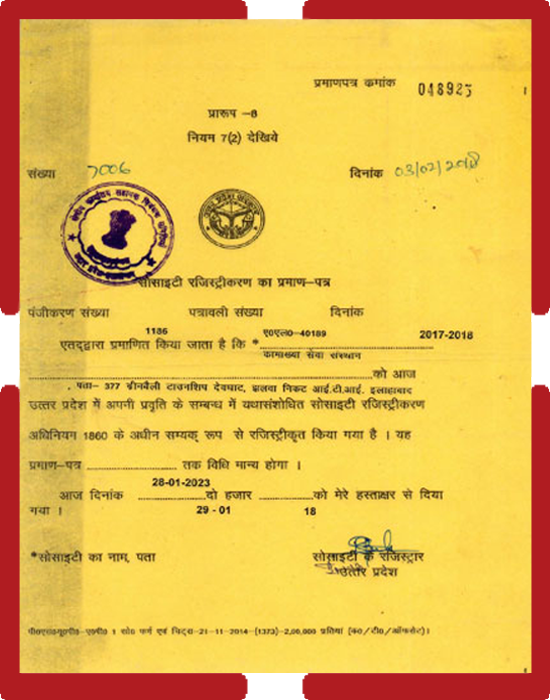 प्रमाणपत्र कमांक 048925
प्रारूप –8
नियम 7(2) देखिये
संख्या 7006 दिनांक 03/02/2018
सोसाइटी रजिस्ट्रीकरण का प्रमाण–पत्र
पंजीकरण संख्या पत्रावली संख्या दिनांक
1186 ए0एल0–40189 2017-2018
एतद्द्वारा प्रमाणित किया जाता है कि *
कामाख्या सेवा संस्थान
को आज
, पता– 377 ग्रीनवैली टाउनशिप देवघाट, झलवा निकट आई.टी.आई. इलाहाबाद
उत्तर प्रदेश में अपनी प्रवृति के सम्बन्ध में यथासंशोधित सोसाइटी रजिस्ट्रीकरण
अधिनियम 1860 के अधीन सम्यक् रूप से रजिस्ट्रीकृत किया गया है । यह
प्रमाण–पत्र .................... तक विधि मान्य होगा ।
28-01-2023
आज दिनांक ................दो हजार ............को मेरे हस्ताक्षर से दिया
गया । 29 - 01 18
*सोसाइटी का नाम, पता सोसाइटी के रजिस्ट्रार
उत्तर प्रदेश